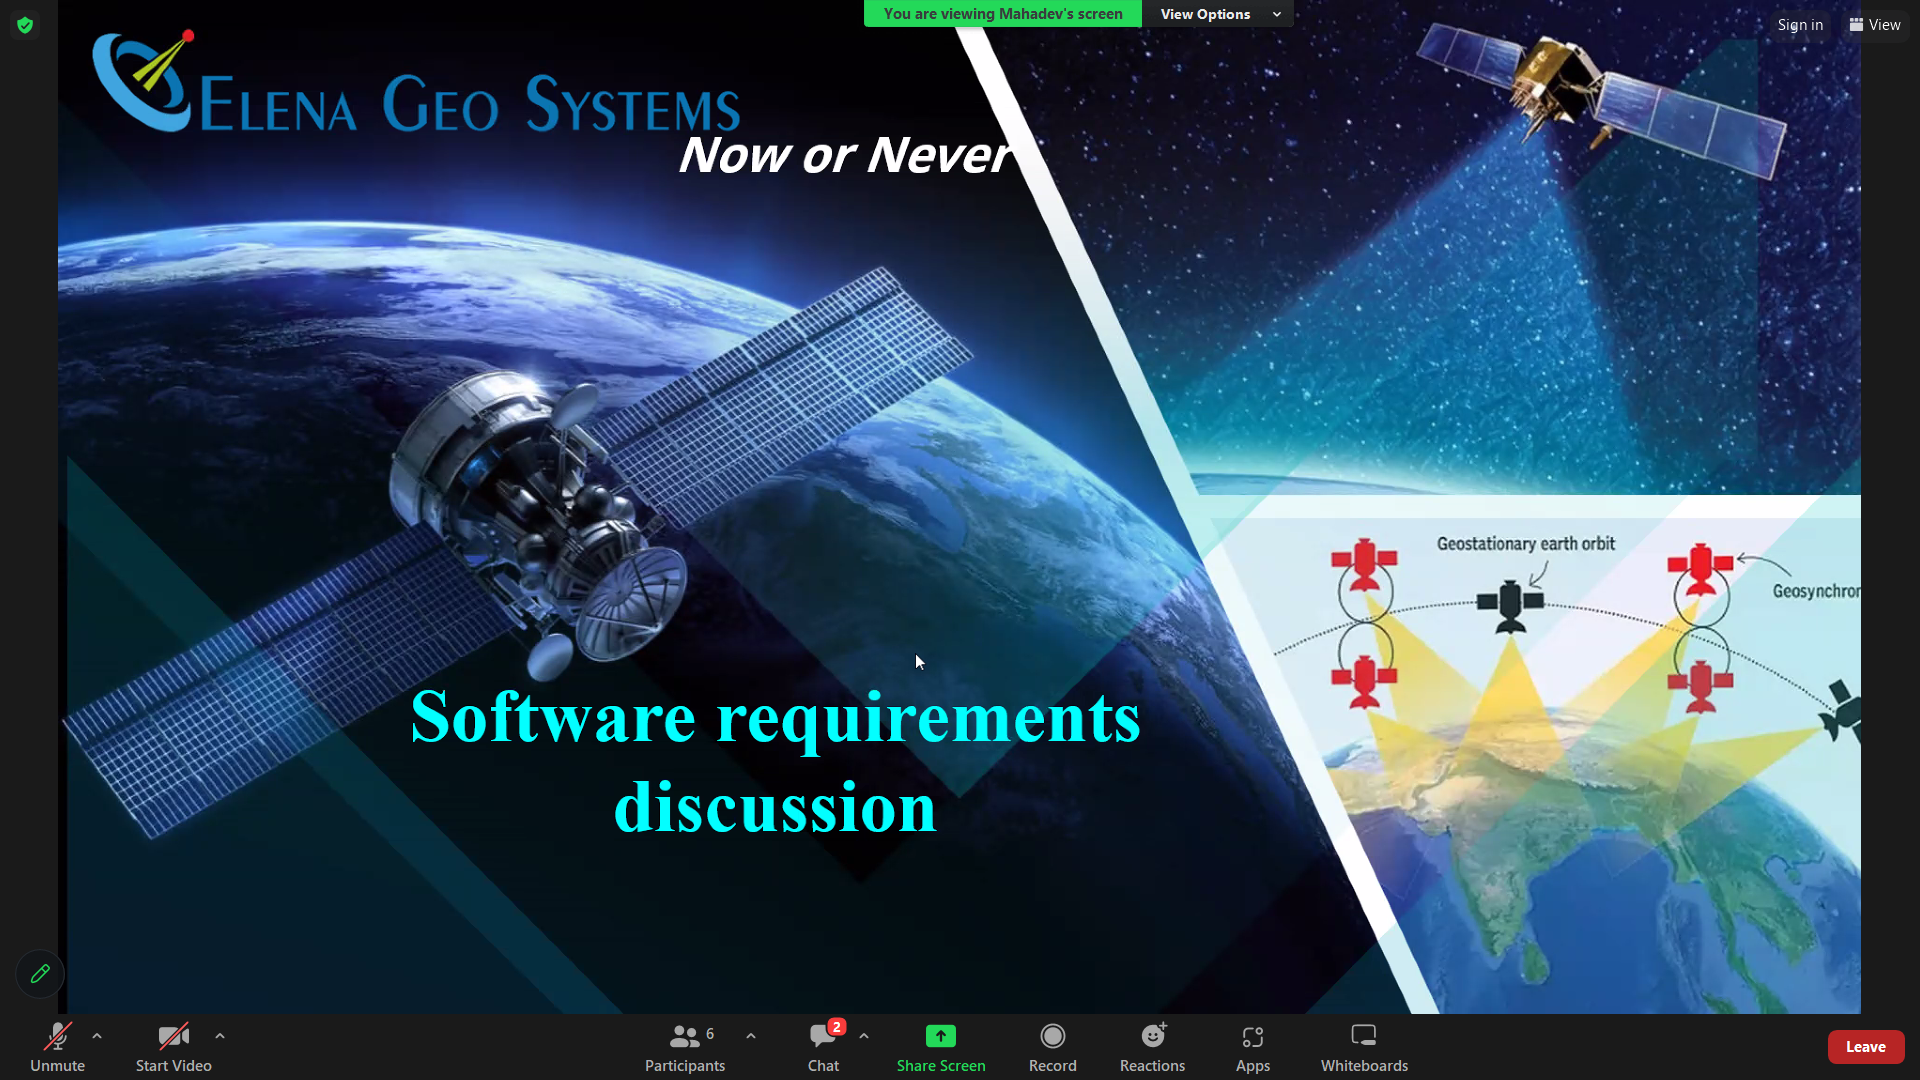 You are viewing Mahadev's screen
View Options
Sign in
View
ELENA GEO SYSTEMS
Now or Never
Geostationary earth orbit
Geosynchron
Software requirements
discussion
Unmute
Start Video
6
Participants
2
Chat
Share Screen
Record
Reactions
Apps
Whiteboards
Leave